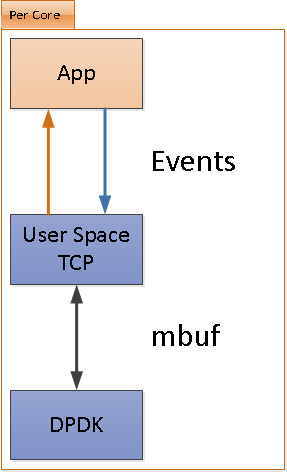 Per Core
App
Events
User Space
TCP
mbuf
DPDK